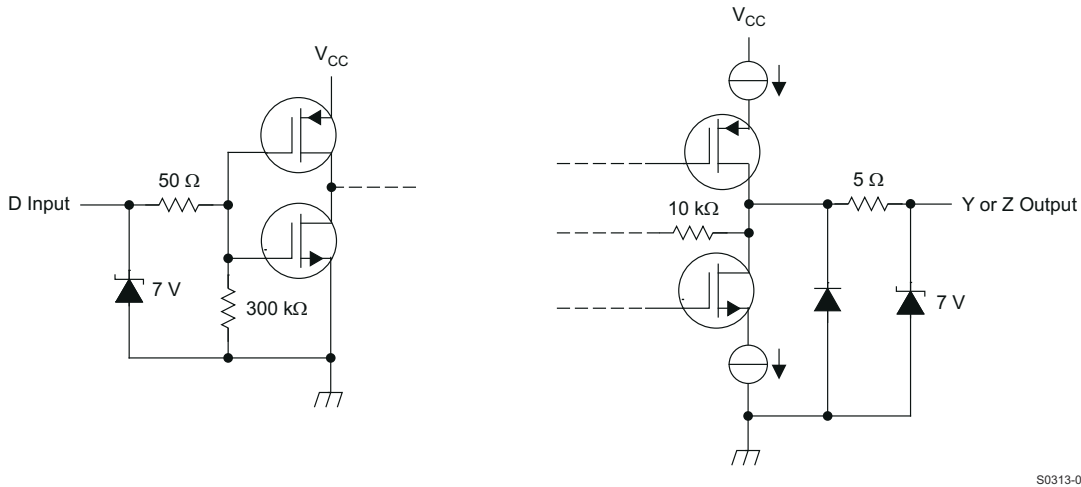 V_CC
50 Ω
D Input
7 V
300 kΩ
V_CC
5 Ω
10 kΩ
Y or Z Output
7 V
S0313-0